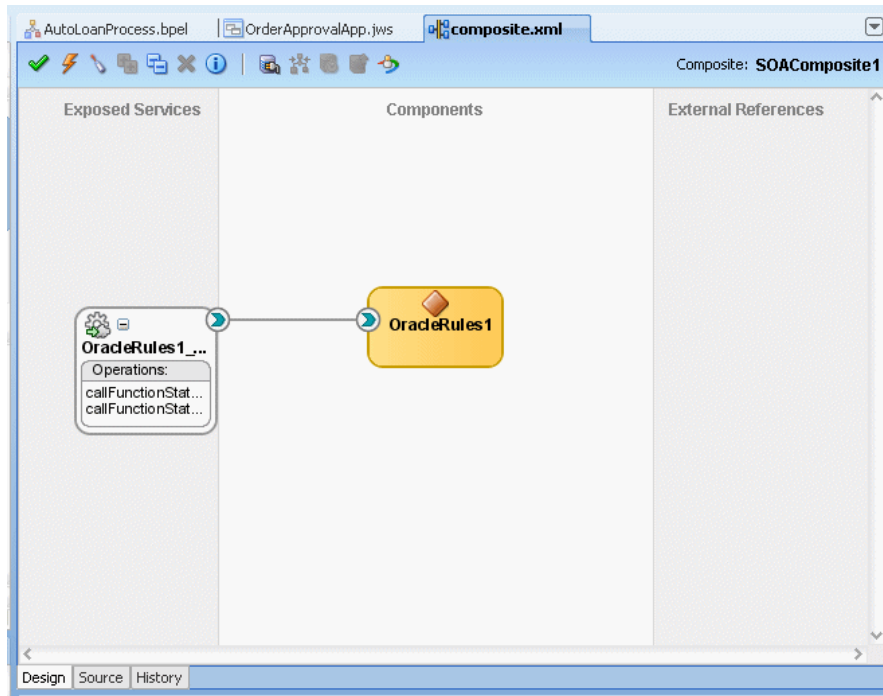 AutoLoanProcess.bpel
OrderApprovalApp.jws
composite.xml
Composite: SOAComposite1
Exposed Services
Components
External References
OracleRules1
OracleRules1_...
Operations:
callFunctionStat...
callFunctionStat...
Design
Source
History